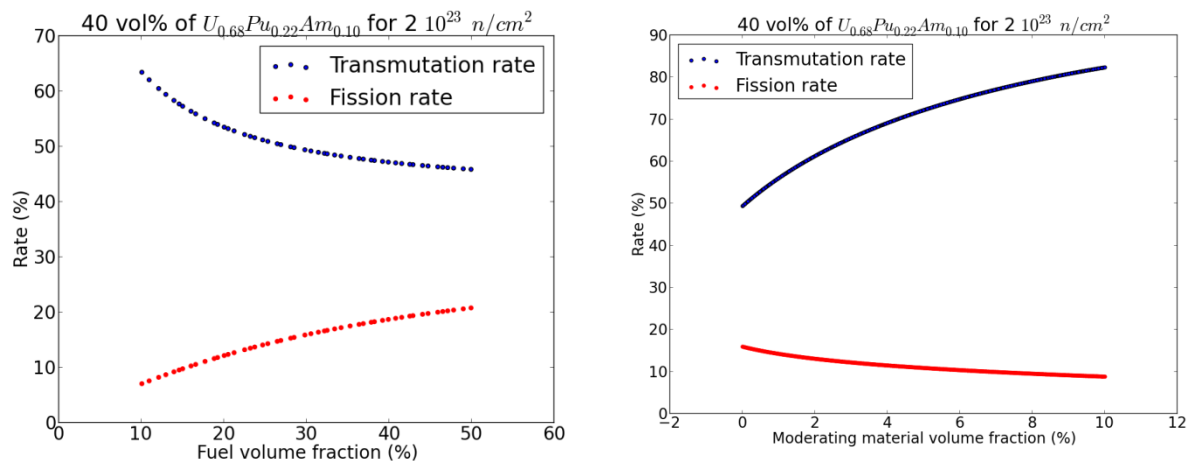 40 vol% of U0.68Pu0.22Am0.10 for 2 10^23 n/cm^2
70
60
50
40
30
20
10
0
Rate (%)
Transmutation rate
Fission rate
0 10 20 30 40 50 60
Fuel volume fraction (%)
40 vol% of U0.68Pu0.22Am0.10 for 2 10^23 n/cm^2
90
80
70
60
50
40
30
20
10
0
Rate (%)
Transmutation rate
Fission rate
−2 0 2 4 6 8 10 12
Moderating material volume fraction (%)